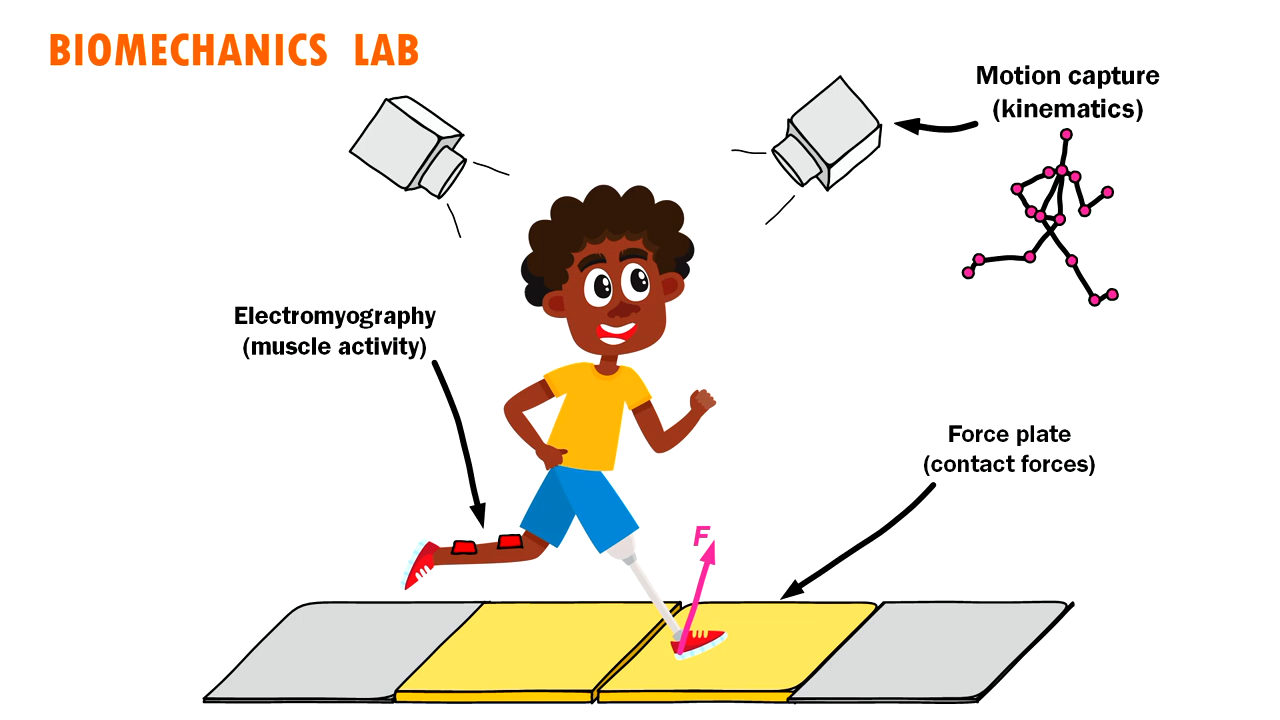 BIOMECHANICS LAB
Motion capture
(kinematics)
Electromyography
(muscle activity)
Force plate
(contact forces)
F